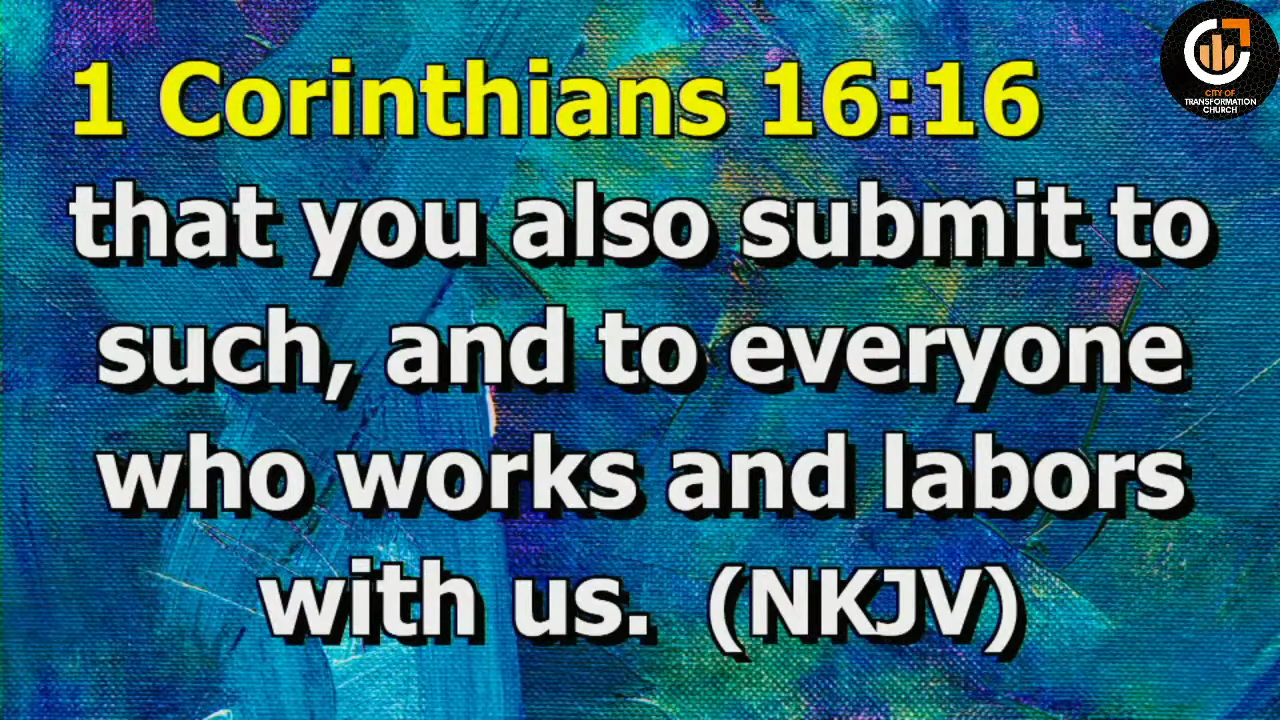 1 Corinthians 16:16
that you also submit to
such, and to everyone
who works and labors
with us.  (NKJV)
CITY OF
TRANSFORMATION
CHURCH